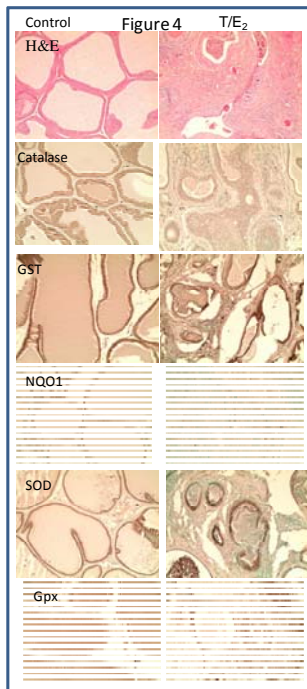 Control Figure 4 T/E2
H&E
Catalase
GST
NQO1
SOD
Gpx